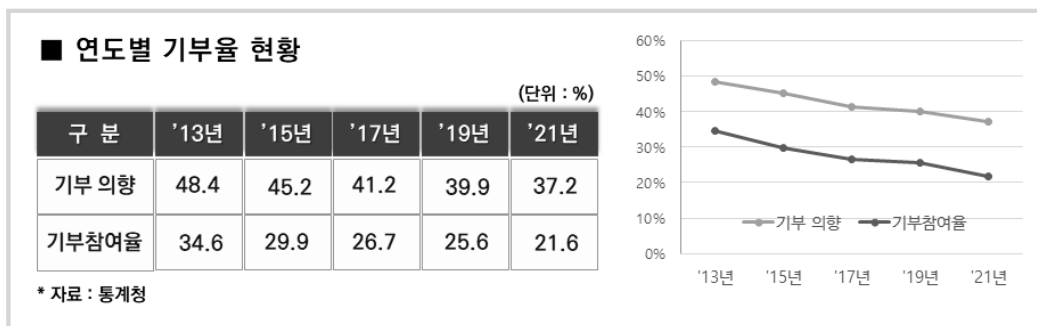 ■ 연도별 기부율 현황
(단위 : %)
구 분 '13년 '15년 '17년 '19년 '21년
기부 의향 48.4 45.2 41.2 39.9 37.2
기부참여율 34.6 29.9 26.7 25.6 21.6
* 자료 : 통계청
60%
50%
40%
30%
20%
10%
0%
기부 의향 기부참여율
'13년 '15년 '17년 '19년 '21년